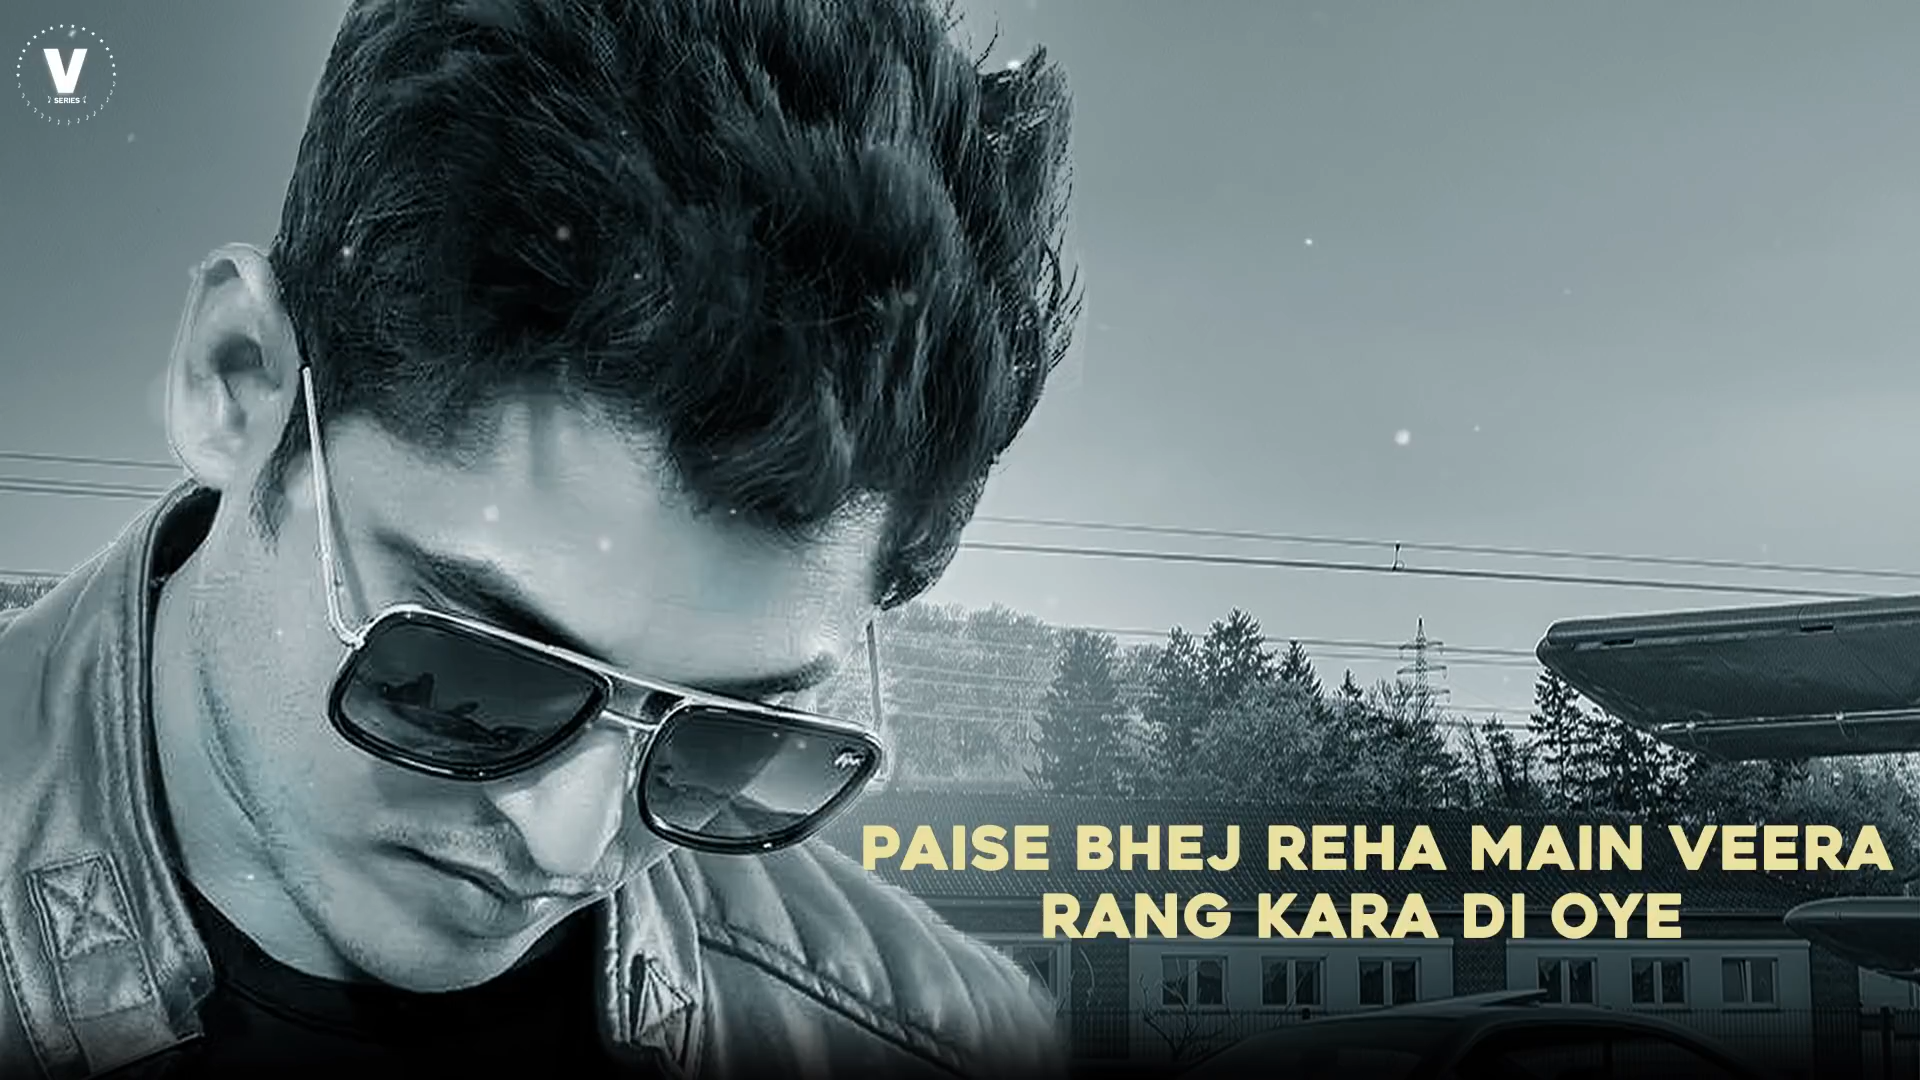 V
SERIES
PAISE BHEJ REHA MAIN VEERA
RANG KARA DI OYE